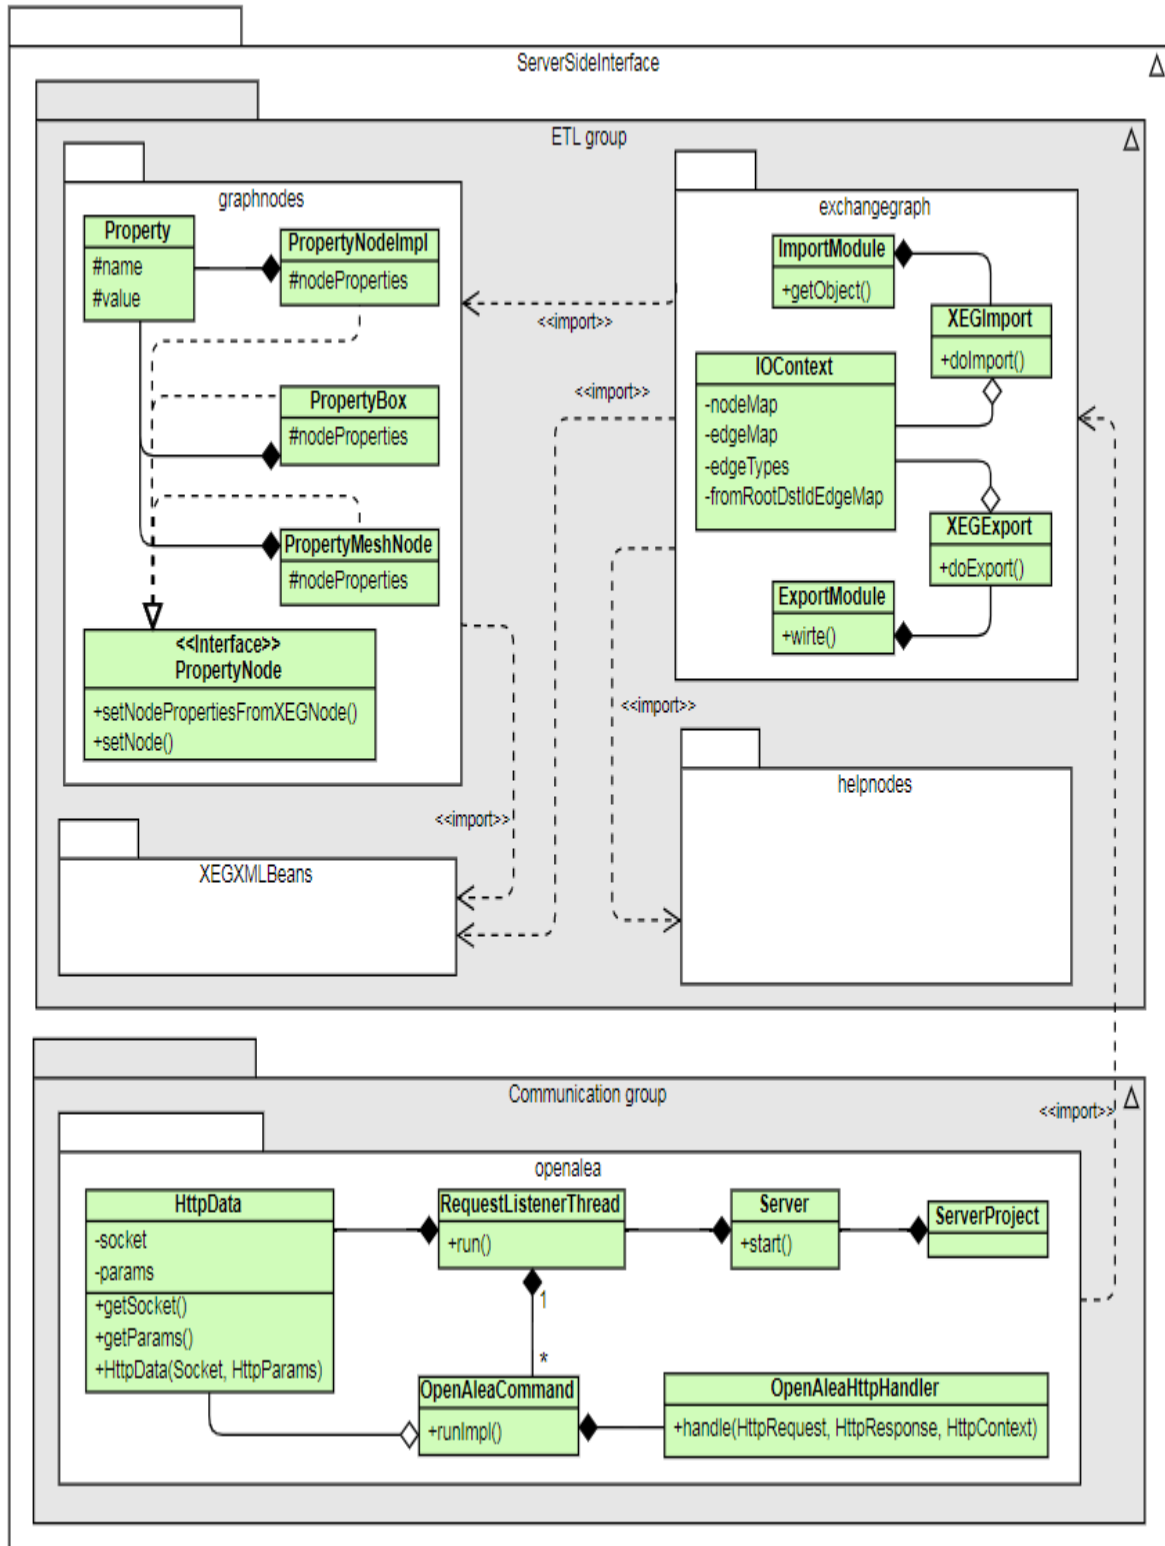 ServerSideInterface
ETL group
graphnodes
Property
#name
#value
PropertyNodeImpl
#nodeProperties
PropertyBox
#nodeProperties
PropertyMeshNode
#nodeProperties
<<Interface>>
PropertyNode
+setNodePropertiesFromXEGNode()
+setNode()
exchangegraph
ImportModule
+getObject()
XEGImport
+doImport()
IOContext
-nodeMap
-edgeMap
-edgeTypes
-fromRootDstIdEdgeMap
XEGExport
+doExport()
ExportModule
+wirte()
<<import>>
<<import>>
<<import>>
<<import>>
helpnodes
XEGXMLBeans
Communication group
<<import>>
openalea
HttpData
-socket
-params
+getSocket()
+getParams()
+HttpData(Socket, HttpParams)
RequestListenerThread
+run()
Server
+start()
ServerProject
1
*
OpenAleaCommand
+runImpl()
OpenAleaHttpHandler
+handle(HttpRequest, HttpResponse, HttpContext)